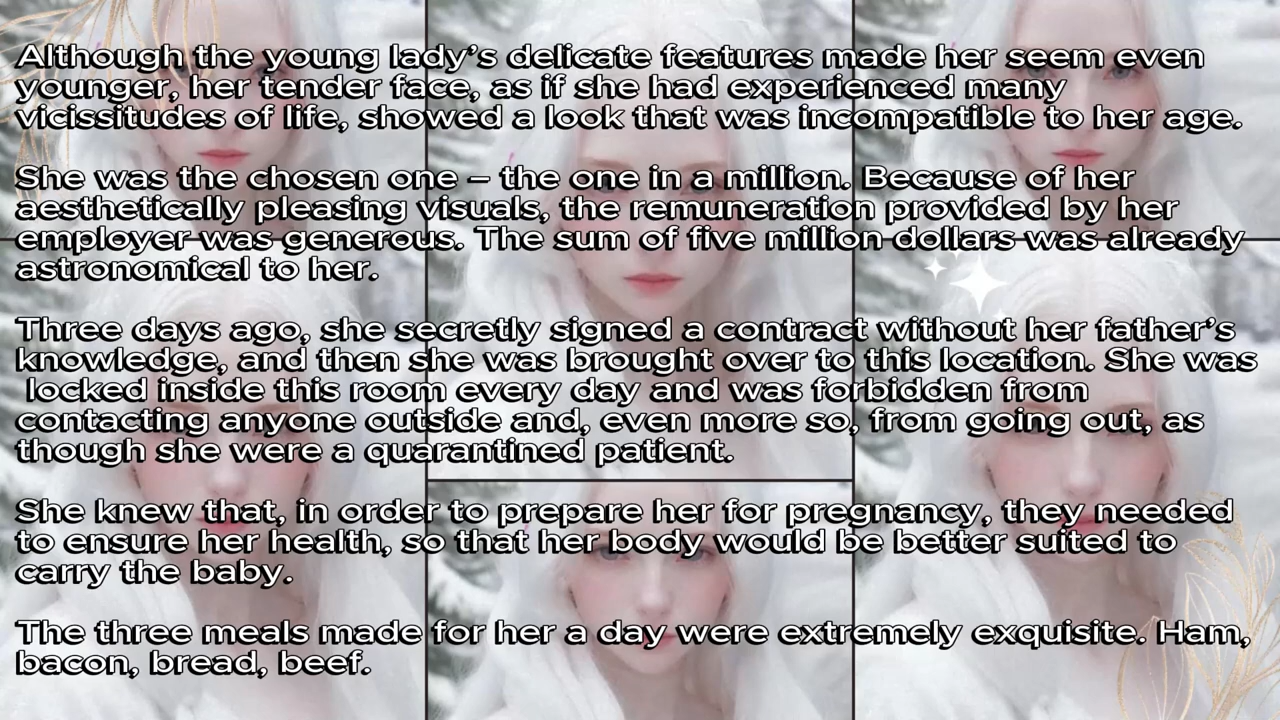 Although the young lady’s delicate features made her seem even
younger, her tender face, as if she had experienced many
vicissitudes of life, showed a look that was incompatible to her age.
She was the chosen one – the one in a million. Because of her
aesthetically pleasing visuals, the remuneration provided by her
employer was generous. The sum of five million dollars was already
astronomical to her.
Three days ago, she secretly signed a contract without her father’s
knowledge, and then she was brought over to this location. She was
locked inside this room every day and was forbidden from
contacting anyone outside and, even more so, from going out, as
though she were a quarantined patient.
She knew that, in order to prepare her for pregnancy, they needed
to ensure her health, so that her body would be better suited to
carry the baby.
The three meals made for her a day were extremely exquisite. Ham,
bacon, bread, beef.